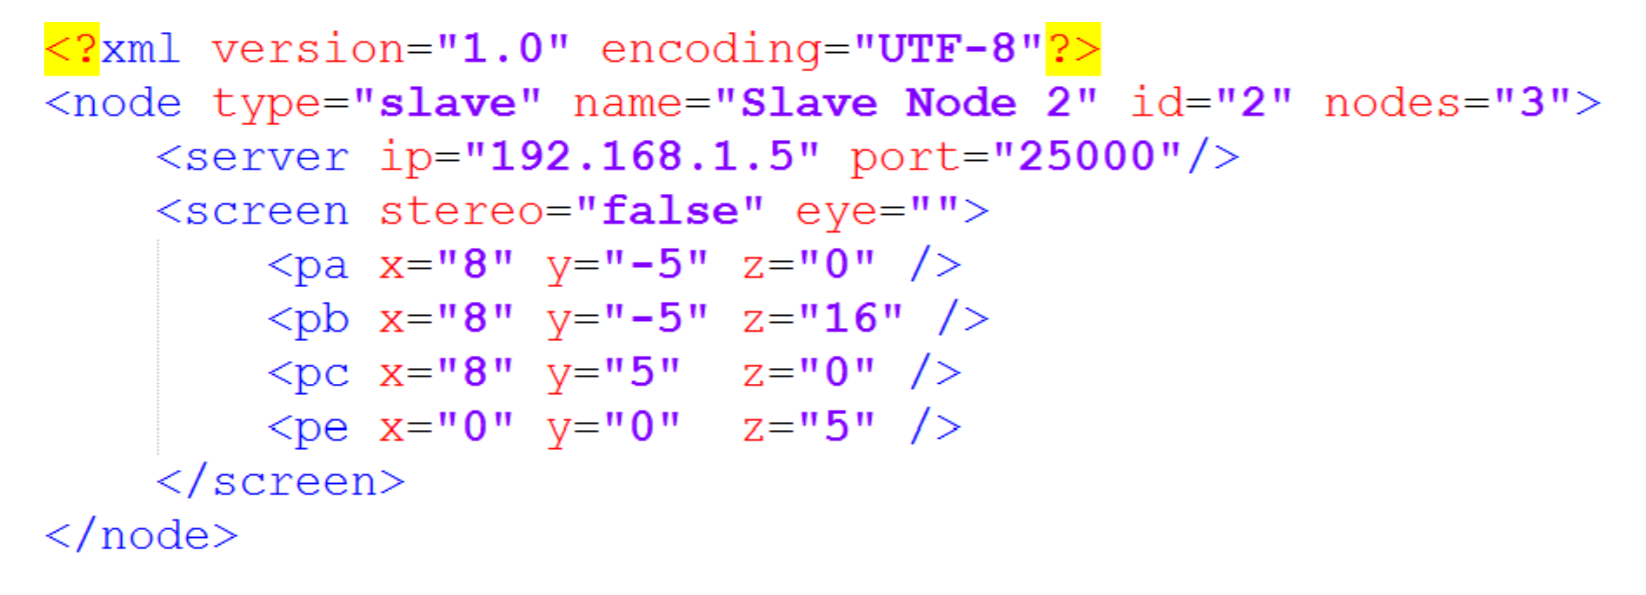 <?xml version="1.0" encoding="UTF-8"?>
<node type="slave" name="Slave Node 2" id="2" nodes="3">
    <server ip="192.168.1.5" port="25000"/>
    <screen stereo="false" eye="">
        <pa x="8" y="-5" z="0" />
        <pb x="8" y="-5" z="16" />
        <pc x="8" y="5"  z="0" />
        <pe x="0" y="0"  z="5" />
    </screen>
</node>